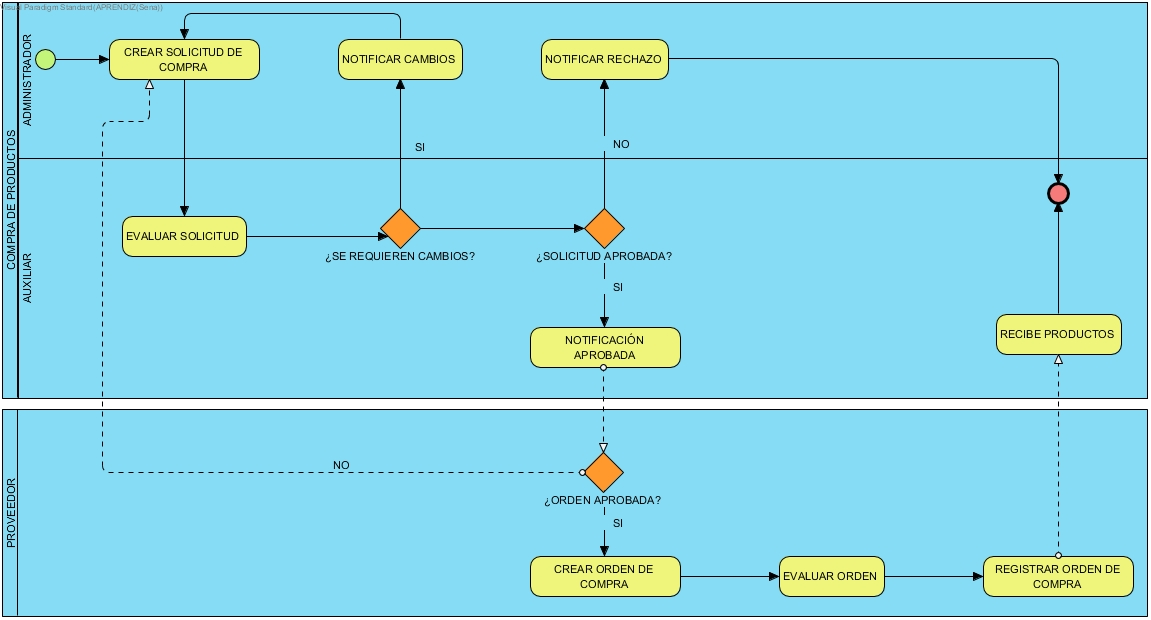 Visual Paradigm Standard(APRENDIZ(Sena))
COMPRA DE PRODUCTOS
ADMINISTRADOR
CREAR SOLICITUD DE
COMPRA
NOTIFICAR CAMBIOS
NOTIFICAR RECHAZO
SI
NO
AUXILIAR
EVALUAR SOLICITUD
¿SE REQUIEREN CAMBIOS?
¿SOLICITUD APROBADA?
SI
NOTIFICACIÓN
APROBADA
RECIBE PRODUCTOS
PROVEEDOR
NO
¿ORDEN APROBADA?
SI
CREAR ORDEN DE
COMPRA
EVALUAR ORDEN
REGISTRAR ORDEN DE
COMPRA